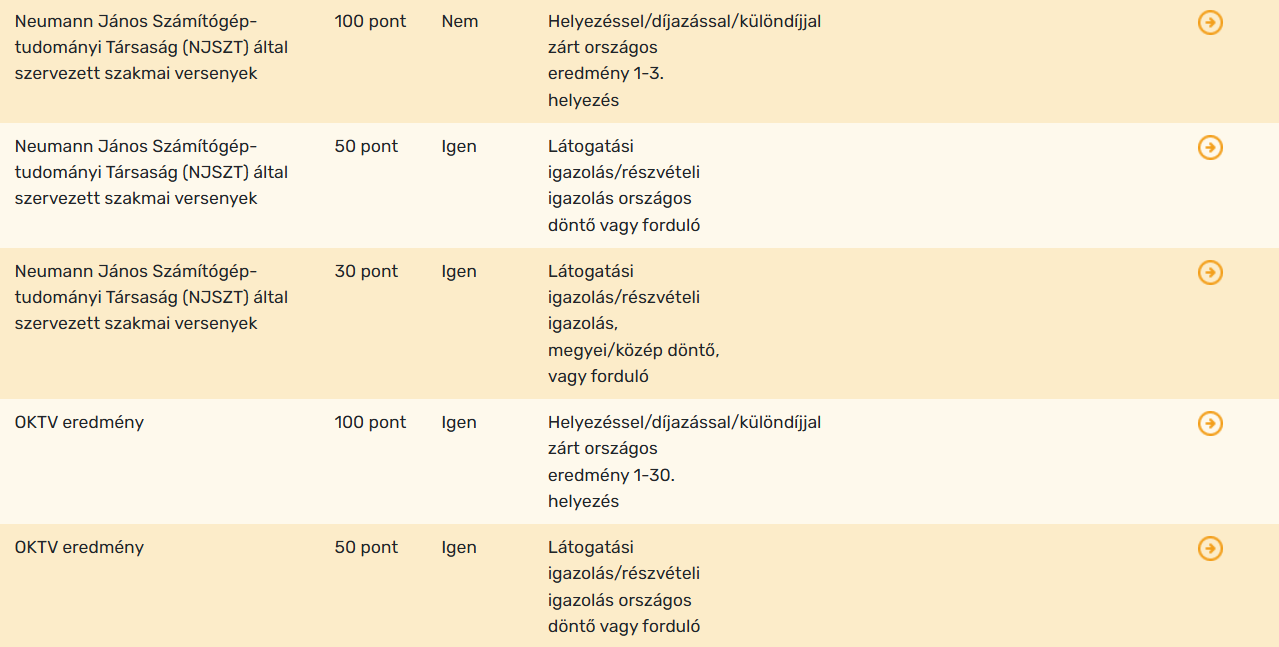 Neumann János Számítógép- 100 pont Nem Helyezéssel/díjazással/különdíjjal
tudományi Társaság (NJSZT) által zárt országos
szervezett szakmai versenyek eredmény 1-3.
helyezés
Neumann János Számítógép- 50 pont Igen Látogatási
tudományi Társaság (NJSZT) által igazolás/részvételi
szervezett szakmai versenyek igazolás országos
döntő vagy forduló
Neumann János Számítógép- 30 pont Igen Látogatási
tudományi Társaság (NJSZT) által igazolás/részvételi
szervezett szakmai versenyek igazolás,
megyei/közép döntő,
vagy forduló
OKTV eredmény 100 pont Igen Helyezéssel/díjazással/különdíjjal
zárt országos
eredmény 1-30.
helyezés
OKTV eredmény 50 pont Igen Látogatási
igazolás/részvételi
igazolás országos
döntő vagy forduló